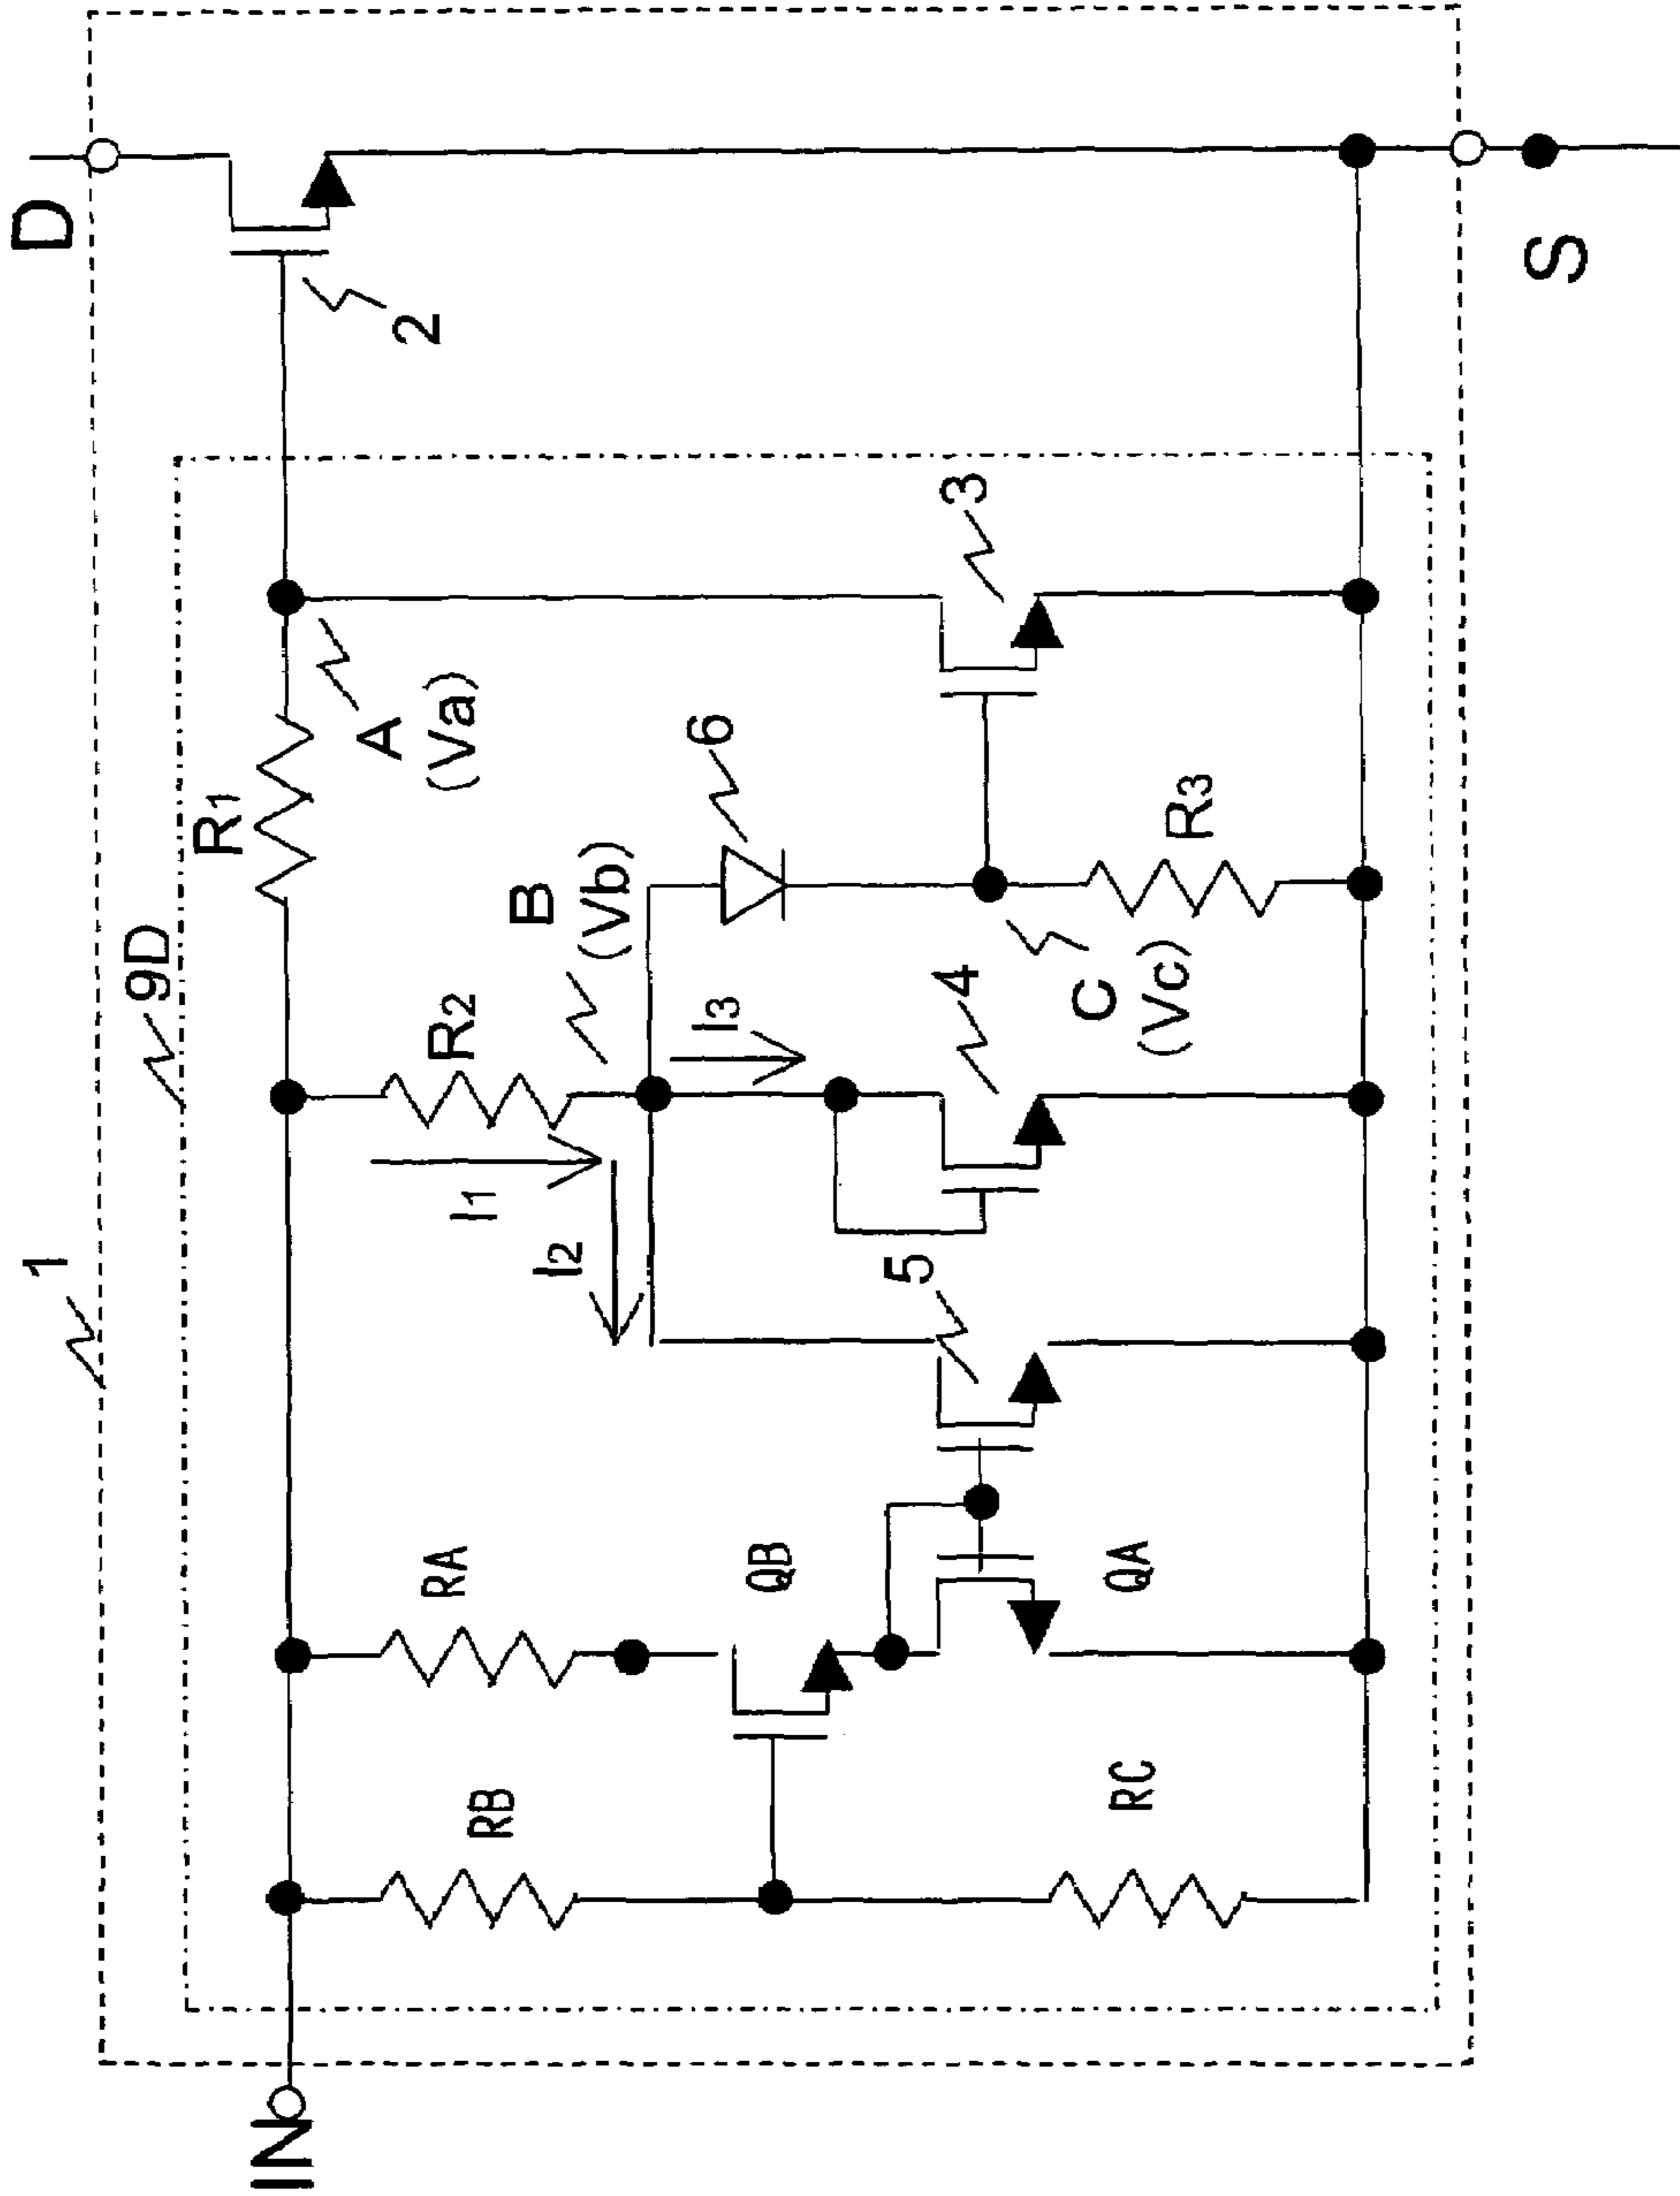 1
9D
D
2
R1
A
(Va)
R2
B
(Vb)
6
3
I1
I2
I3
4
C
(Vc)
R3
5
RA
QB
QA
RB
RC
IN
S